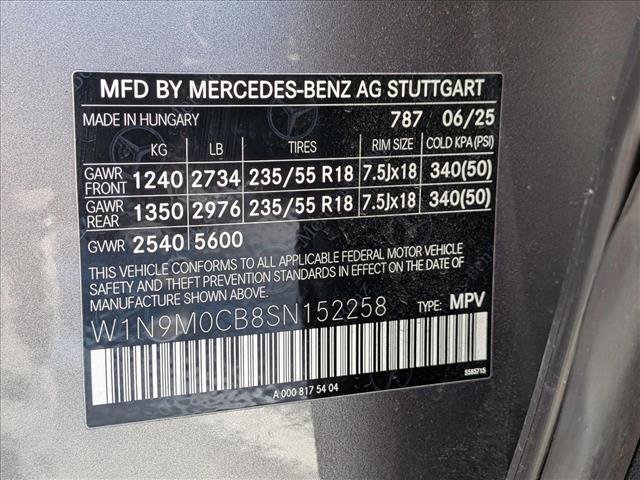 MFD BY MERCEDES-BENZ AG STUTTGART
MADE IN HUNGARY 787 06/25
KG LB TIRES RIM SIZE COLD KPA (PSI)
GAWR FRONT 1240 2734 235/55 R18 7.5Jx18 340(50)
GAWR REAR 1350 2976 235/55 R18 7.5Jx18 340(50)
GVWR 2540 5600
THIS VEHICLE CONFORMS TO ALL APPLICABLE FEDERAL MOTOR VEHICLE
SAFETY AND THEFT PREVENTION STANDARDS IN EFFECT ON THE DATE OF
MANUFACTURE SHOWN ABOVE.
W1N9M0CB8SN152258 TYPE: MPV
A 000 817 54 04 5585715